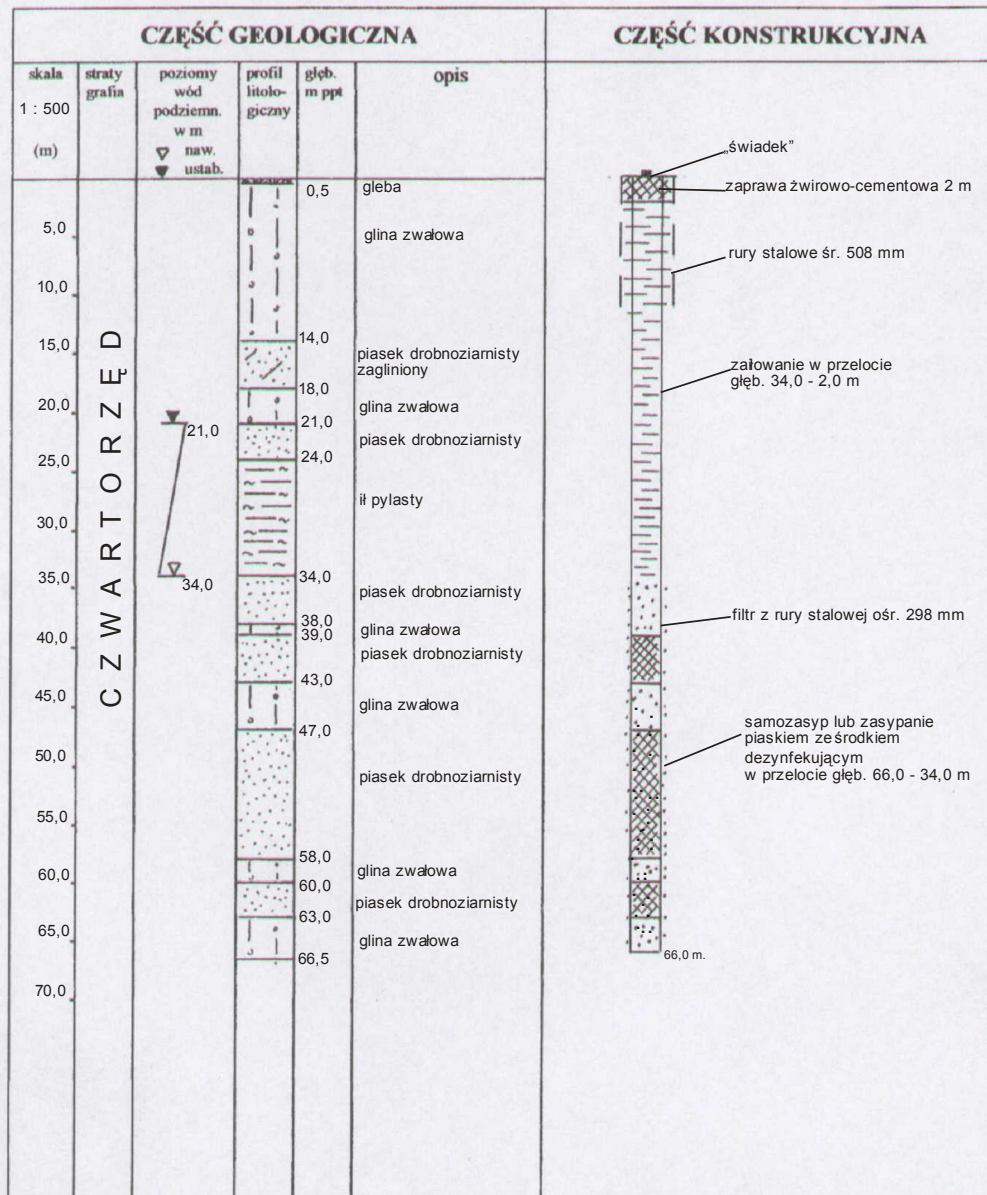 CZĘŚĆ GEOLOGICZNA
CZĘŚĆ KONSTRUKCYJNA
skala
1 : 500
(m)
straty
grafia
poziomy
wód
podziemn.
w m
naw.
ustab.
profil
litolo-
giczny
głęb.
m ppt
opis
5,0
10,0
15,0
20,0
25,0
30,0
35,0
40,0
45,0
50,0
55,0
60,0
65,0
70,0
CZWARTORZĘD
21,0
34,0
0,5
14,0
18,0
21,0
24,0
34,0
38,0
39,0
43,0
47,0
58,0
60,0
63,0
66,5
gleba
glina zwałowa
piasek drobnoziarnisty
zagliniony
glina zwałowa
piasek drobnoziarnisty
ił pylasty
piasek drobnoziarnisty
glina zwałowa
piasek drobnoziarnisty
glina zwałowa
piasek drobnoziarnisty
glina zwałowa
piasek drobnoziarnisty
glina zwałowa
„świadek”
zaprawa żwirowo-cementowa 2 m
rury stalowe śr. 508 mm
załowanie w przelocie
głęb. 34,0 - 2,0 m
filtr z rury stalowej ośr. 298 mm
samozasyp lub zasypanie
piaskiem ze środkiem
dezynfekującym
w przelocie głęb. 66,0 - 34,0 m
66,0 m.